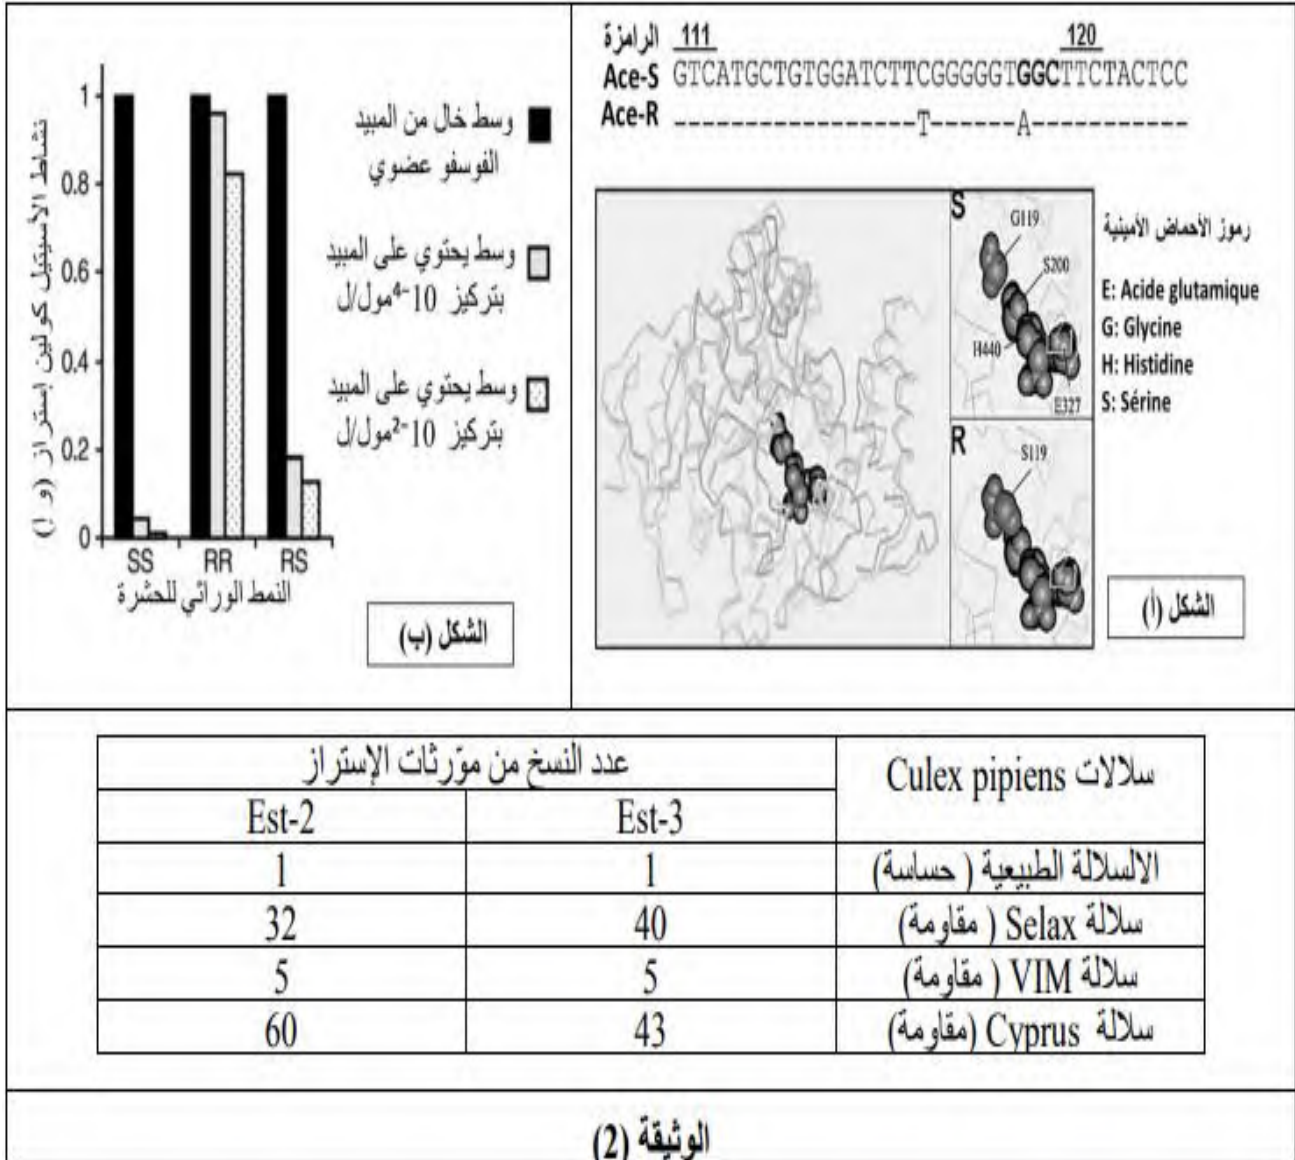 الرامزة 111 120
Ace-S GTCATGCTGTGGATCTTCGGGGGTGGCTTCTACTCC
Ace-R -----------------T------A------------
S
G119
S200
H440
E327
R
S119
رموز الأحماض الأمينية
E: Acide glutamique
G: Glycine
H: Histidine
S: Sérine
الشكل (أ)
نشاط الأسيتيل كولين إستراز (و إ)
1
0.8
0.6
0.4
0.2
0
SS RR RS
النمط الوراثي للحشرة
وسط خال من المبيد
الفوسفو عضوي
وسط يحتوي على المبيد
بتركيز 10⁻⁴مول/ل
وسط يحتوي على المبيد
بتركيز 10⁻²مول/ل
الشكل (ب)
سلالات Culex pipiens
عدد النسخ من مؤرثات الإستراز
Est-3 Est-2
الالسلالة الطبيعية ( حساسة) 1 1
سلالة Selax ( مقاومة) 40 32
سلالة VIM ( مقاومة) 5 5
سلالة Cyprus (مقاومة) 43 60
الوثيقة (2)